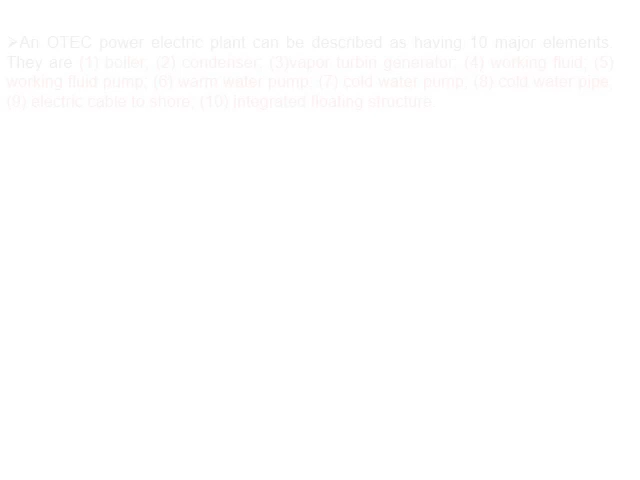 ➢An OTEC power electric plant can be described as having 10 major elements.
They are (1) boiler, (2) condenser, (3)vapor turbin generator, (4) working fluid, (5)
working fluid pump, (6) warm water pump, (7) cold water pump, (8) cold water pipe,
(9) electric cable to shore, (10) integrated floating structure